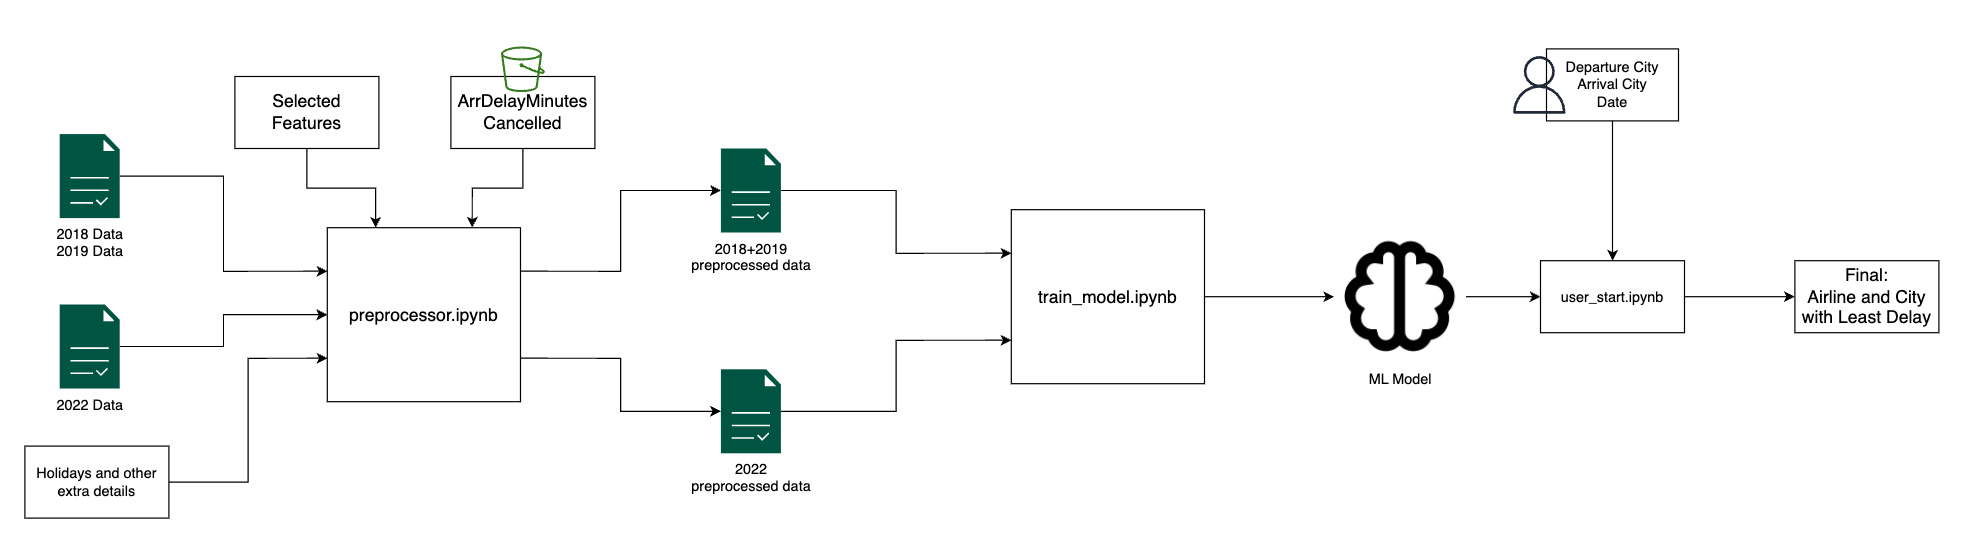 Selected
Features
ArrDelayMinutes
Cancelled
2018 Data
2019 Data
2022 Data
Holidays and other
extra details
preprocessor.ipynb
2018+2019
preprocessed data
2022
preprocessed data
train_model.ipynb
ML Model
Departure City
Arrival City
Date
user_start.ipynb
Final:
Airline and City
with Least Delay